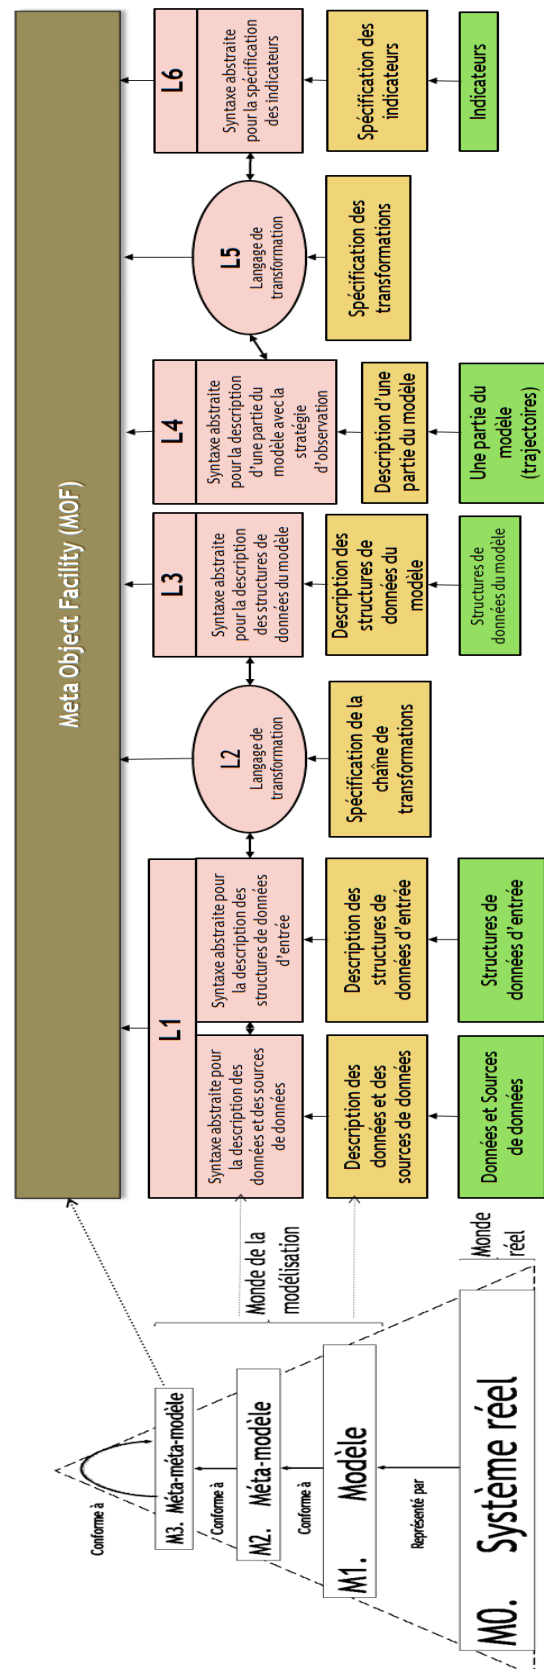 Conforme à
M3. Méta-méta-modèle
Conforme à
M2. Méta-modèle
Conforme à
M1. Modèle
Représenté par
M0. Système réel
Monde de la
modélisation
Monde
réel
Meta Object Facility (MOF)
L1
Syntaxe abstraite pour
la description des
données et des sources
de données
Syntaxe abstraite pour
la description des
structures de données
d'entrée
L2
Langage de
transformation
L3
Syntaxe abstraite
pour la description
des structures de
données du modèle
L4
Syntaxe abstraite
pour la description
d'une partie du
modèle avec la
stratégie
d'observation
L5
Langage de
transformation
L6
Syntaxe abstraite
pour la spécification
des indicateurs
Description des
données et des
sources de données
Description des
structures de
données d'entrée
Spécification de la
chaîne de
transformations
Description des
structures de
données du
modèle
Description d'une
partie du modèle
Spécification des
transformations
Spécification des
indicateurs
Données et Sources
de données
Structures de
données d'entrée
Structures de
données du modèle
Une partie du
modèle
(trajectoires)
Indicateurs